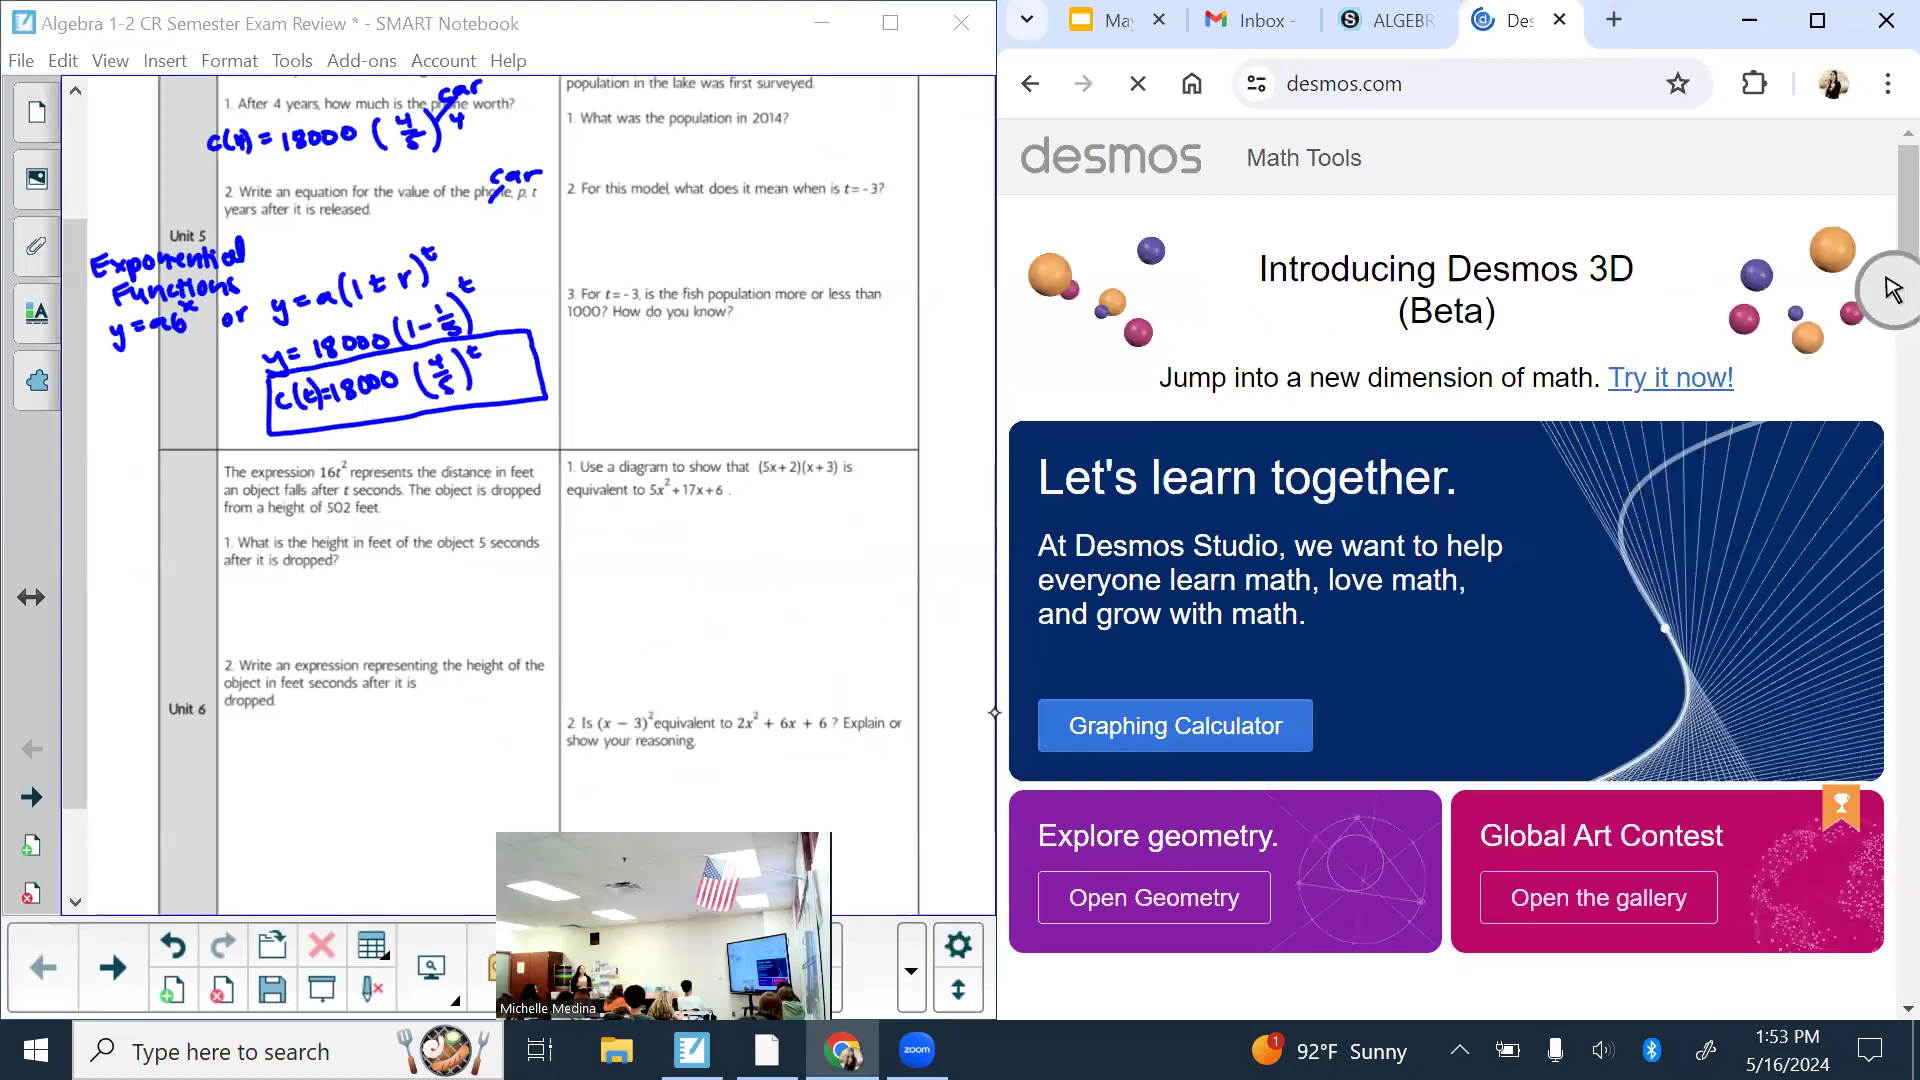 Algebra 1-2 CR Semester Exam Review * - SMART Notebook
File Edit View Insert Format Tools Add-ons Account Help
car
1. After 4 years, how much is the phone worth?
c(4) = 18000 (4/5)^4
car
2. Write an equation for the value of the phone, p, t
years after it is released.
Unit 5
Exponential
Functions
y = ab^x or
y = a(1 ± r)^t
y = 18000(1 - 1/5)^t
c(t) = 18000 (4/5)^t
population in the lake was first surveyed.
1. What was the population in 2014?
2. For this model, what does it mean when is t = -3?
3. For t = -3, is the fish population more or less than
1000? How do you know?
The expression 16t² represents the distance in feet
an object falls after t seconds. The object is dropped
from a height of 502 feet.
1. What is the height in feet of the object 5 seconds
after it is dropped?
2. Write an expression representing the height of the
object in feet seconds after it is
dropped.
Unit 6
1. Use a diagram to show that (5x+2)(x+3) is
equivalent to 5x²+17x+6 .
2. Is (x − 3)² equivalent to 2x² + 6x + 6 ? Explain or
show your reasoning.
Michelle Medina
Ma
Inbox -
ALGEBR
Des
desmos.com
desmos
Math Tools
Introducing Desmos 3D
(Beta)
Jump into a new dimension of math. Try it now!
Let's learn together.
At Desmos Studio, we want to help
everyone learn math, love math,
and grow with math.
Graphing Calculator
Explore geometry.
Open Geometry
Global Art Contest
Open the gallery
Type here to search
zoom
1
92°F Sunny
1:53 PM
5/16/2024